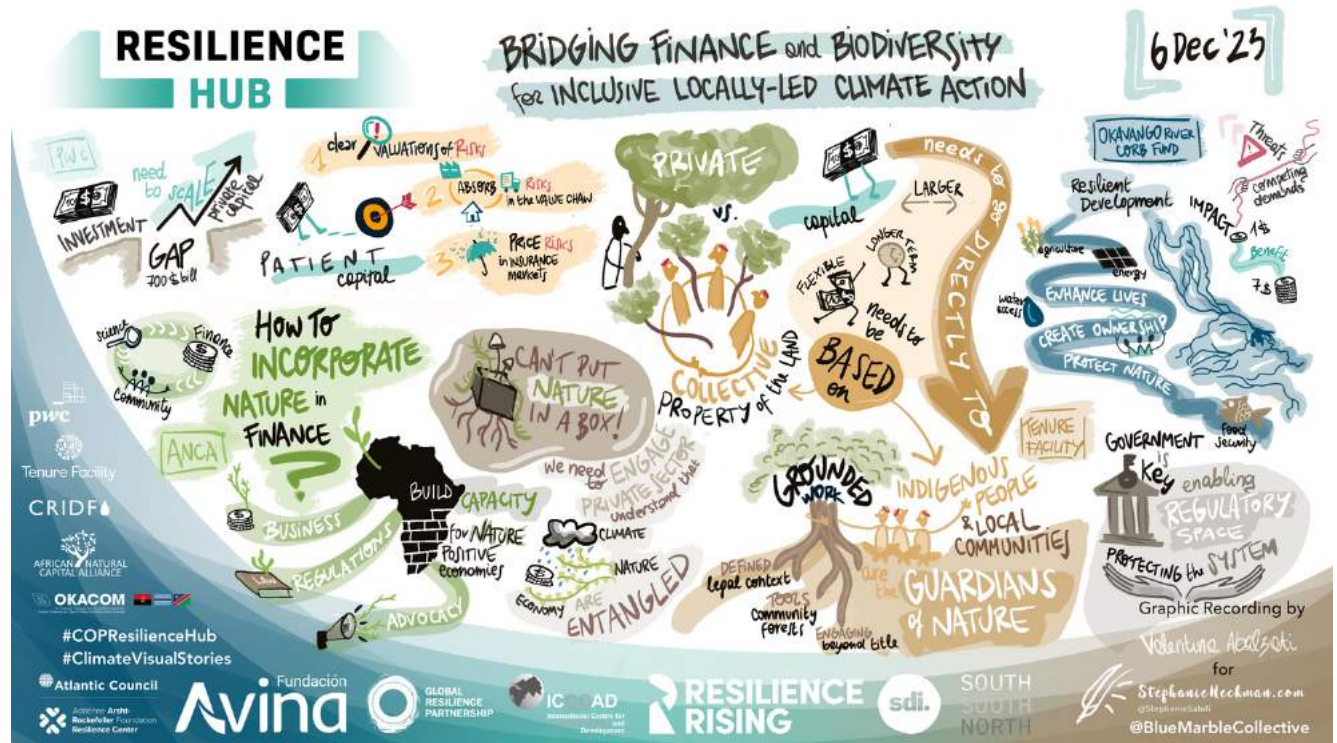 RESILIENCE
HUB
BRIDGING FINANCE and BIODIVERSITY
for INCLUSIVE LOCALLY-LED CLIMATE ACTION
6 Dec '23
PWC
need
to SCALE
private
capital
INVESTMENT
GAP
700 $ bill
PATIENT
capital
1 clear VALUATIONS of Risks
2 ABSORB Risks
in the VALUE CHAIN
3 PRICE Risks
in INSURANCE
markets
PRIVATE
vs.
COLLECTIVE
PROPERTY of the LAND
capital
needs to go DIRECTLY TO
LARGER
LONGER TERM
FLEXIBLE
needs to
be
BASED
on
OKAVANGO RIVER
CORB FUND
Resilient
Development
agriculture
energy
water
access
ENHANCE LIVES
CREATE OWNERSHIP
PROTECT NATURE
food
security
Threats
competing
demands
IMPACT
1$
Benefit
7$
science
Finance
Community
HOW TO
INCORPORATE
NATURE in
FINANCE
?
ANCA
BUSINESS
LAW
REGULATIONS
ADVOCACY
BUILD
CAPACITY
for NATURE
Positive
economies
CAN'T PUT
NATURE
IN A BOX!
we need
to ENGAGE
PRIVATE SECTOR
understand that
CLIMATE
NATURE
ECONOMY
ARE
ENTANGLED
GROUNDED
WORK
DEFINED
legal context
TOOLS
Community
forests
ENGAGING
beyond title
TENURE
FACILITY
INDIGENOUS
PEOPLE
& LOCAL
COMMUNITIES
are
the
GUARDIANS
of NATURE
GOVERNMENT
is
Key
enabling
REGULATORY
SPACE
PROTECTING the SYSTEM
pwc
Tenure Facility
CRIDF
AFRICAN NATURAL
CAPITAL ALLIANCE
OKACOM
#COPResilienceHub
#ClimateVisualStories
Atlantic Council
Adrienne Arsht-
Rockefeller Foundation
Resilience Center
Fundación
Avina
GLOBAL
RESILIENCE
PARTNERSHIP
International Centre for
and
Development
RESILIENCE
RISING
sdi.
SOUTH
SOUTH
NORTH
Graphic Recording by
Valentina
for
StephanieHeckman.com
@BlueMarbleCollective